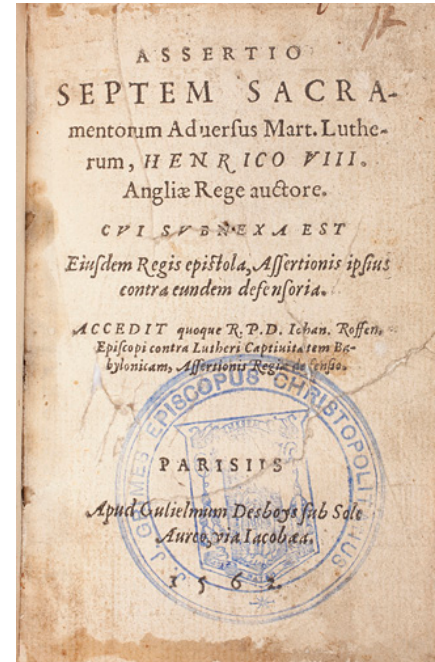 ASSERTIO
SEPTEM SACRA-
mentorum Aduerſus Mart. Luthe-
rum, HENRICO VIII.
Angliæ Rege auctore.
CVI SVBNEXA EST
Eiuſdem Regis epiſtola, Aſſertionis ipſius
contra eundem defenſoria.
ACCEDIT quoque R. P. D. Iohan. Roffen.
Epiſcopi contra Lutheri Captiuitatem Ba-
bylonicam, Aſſertionis Regiæ defenſio.
PARISIIS
Apud Gulielmum Desboys ſub Sole
Aureo, via Iacobæa.
1562.
EPISCOPUS CHRISTOPOLITANUS